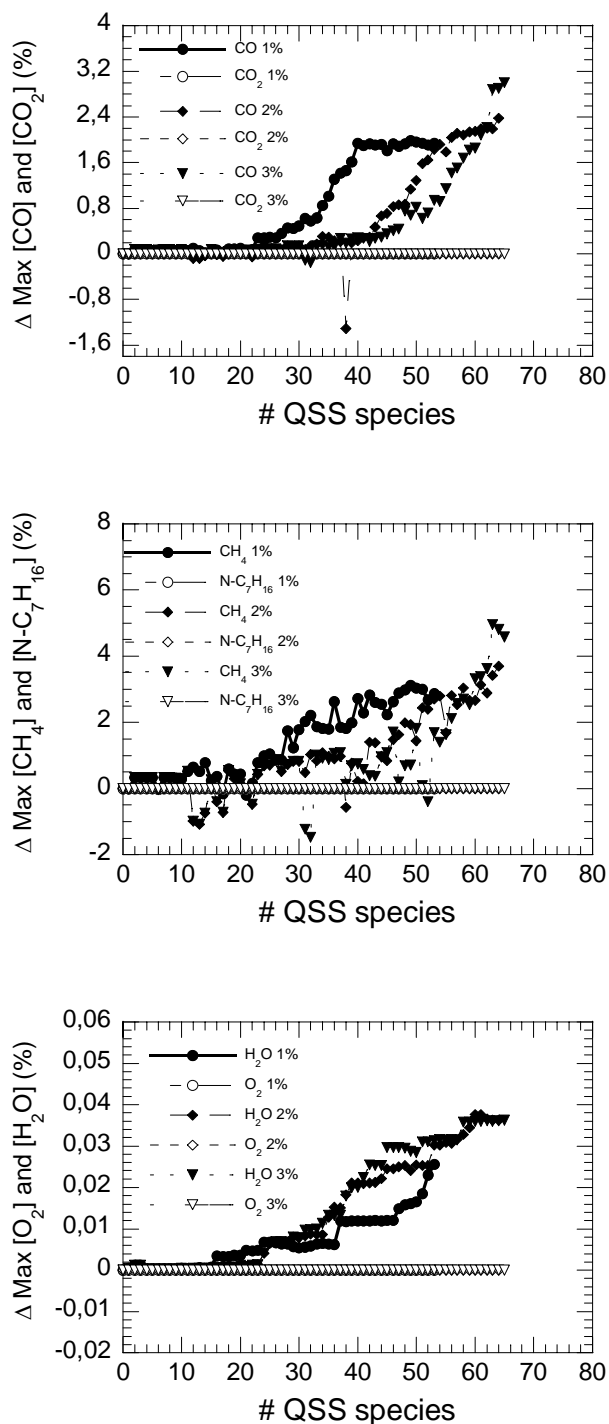 Δ Max [CO] and [CO₂] (%)
4
3,2
2,4
1,6
0,8
0
-0,8
-1,6
CO 1%
CO₂ 1%
CO 2%
CO₂ 2%
CO 3%
CO₂ 3%
0 10 20 30 40 50 60 70 80
# QSS species
Δ Max [CH₄] and [N-C₇H₁₆] (%)
8
6
4
2
0
-2
CH₄ 1%
N-C₇H₁₆ 1%
CH₄ 2%
N-C₇H₁₆ 2%
CH₄ 3%
N-C₇H₁₆ 3%
0 10 20 30 40 50 60 70 80
# QSS species
Δ Max [O₂] and [H₂O] (%)
0,06
0,05
0,04
0,03
0,02
0,01
0
-0,01
-0,02
H₂O 1%
O₂ 1%
H₂O 2%
O₂ 2%
H₂O 3%
O₂ 3%
0 10 20 30 40 50 60 70 80
# QSS species